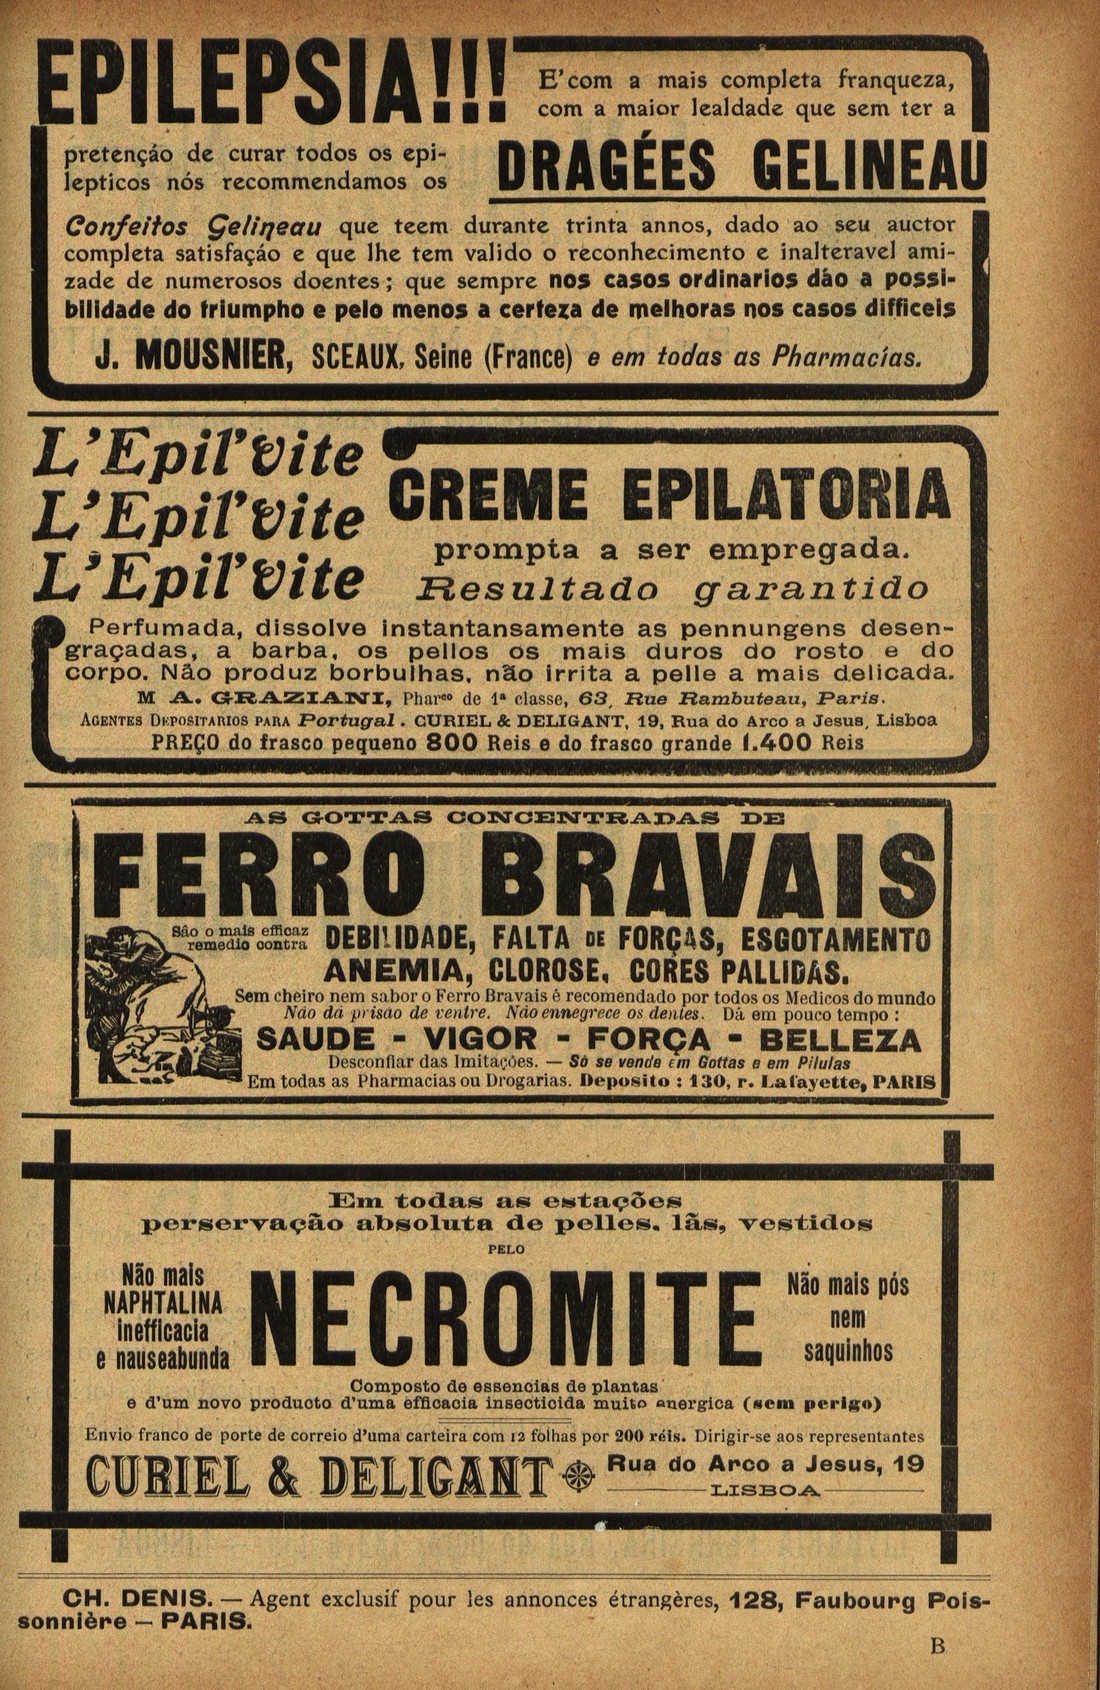 EPILEPSIA!!!
E'com a mais completa franqueza,
com a maior lealdade que sem ter a
pretenção de curar todos os epi-
lepticos nós recommendamos os
DRAGÉES GELINEAU
Confeitos Gelineau que teem durante trinta annos, dado ao seu auctor
completa satisfação e que lhe tem valido o reconhecimento e inalteravel ami-
zade de numerosos doentes; que sempre nos casos ordinarios dão a possi-
bilidade do triumpho e pelo menos a certeza de melhoras nos casos difficeis
J. MOUSNIER, SCEAUX, Seine (France) e em todas as Pharmacias.
L'Epil'vite
L'Epil'vite
L'Epil'vite
CREME EPILATORIA
prompta a ser empregada.
Resultado garantido
Perfumada, dissolve instantansamente as pennungens desen-
graçadas, a barba, os pellos os mais duros do rosto e do
corpo. Não produz borbulhas, não irrita a pelle a mais delicada.
M A. GRAZIANI, Pharco de 1ª classe, 63, Rue Rambuteau, Paris.
AGENTES DEPOSITARIOS PARA Portugal. CURIEL & DELIGANT, 19, Rua do Arco a Jesus, Lisboa
PREÇO do frasco pequeno 800 Reis e do frasco grande 1.400 Reis
AS GOTTAS CONCENTRADAS DE
FERRO BRAVAIS
São o mais efficaz
remedio contra
DEBILIDADE, FALTA DE FORÇAS, ESGOTAMENTO
ANEMIA, CLOROSE, CORES PALLIDAS.
Sem cheiro nem sabor o Ferro Bravais é recomendado por todos os Medicos do mundo
Não dá prisão de ventre. Não ennegrece os dentes. Dá em pouco tempo :
SAUDE - VIGOR - FORÇA - BELLEZA
Desconfiar das Imitações. — Só se vende em Gottas e em Pilulas
Em todas as Pharmacias ou Drogarias. Deposito : 130, r. Lafayette, PARIS
Em todas as estações
perservação absoluta de pelles, lãs, vestidos
PELO
Não mais
NAPHTALINA
inefficacia
e nauseabunda
NECROMITE
Não mais pós
nem
saquinhos
Composto de essencias de plantas
e d'um novo producto d'uma efficacia insecticida muito energica (sem perigo)
Envio franco de porte de correio d'uma carteira com 12 folhas por 200 réis. Dirigir-se aos representantes
CURIEL & DELIGANT
Rua do Arco a Jesus, 19
LISBOA
CH. DENIS. — Agent exclusif pour les annonces étrangères, 128, Faubourg Pois-
sonnière — PARIS.
B